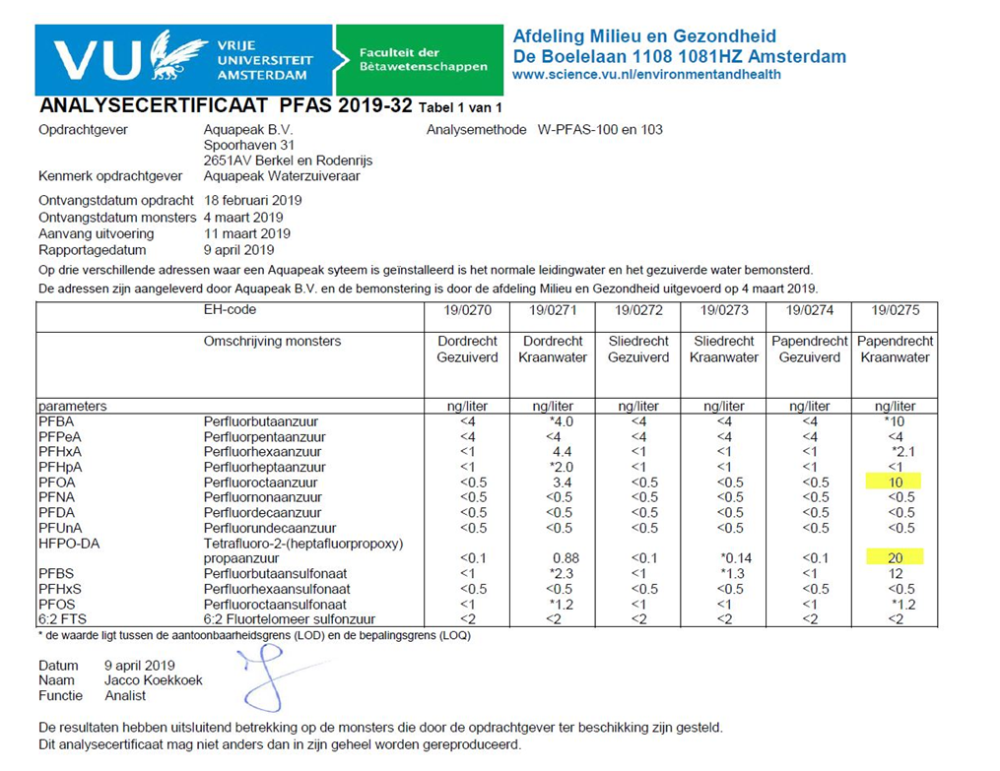 VU VRIJE UNIVERSITEIT AMSTERDAM
Faculteit der Bètawetenschappen
Afdeling Milieu en Gezondheid
De Boelelaan 1108 1081HZ Amsterdam
www.science.vu.nl/environmentandhealth
ANALYSECERTIFICAAT PFAS 2019-32 Tabel 1 van 1
Opdrachtgever Aquapeak B.V. Analysemethode W-PFAS-100 en 103
Spoorhaven 31
2651AV Berkel en Rodenrijs
Kenmerk opdrachtgever Aquapeak Waterzuiveraar
Ontvangstdatum opdracht 18 februari 2019
Ontvangstdatum monsters 4 maart 2019
Aanvang uitvoering 11 maart 2019
Rapportagedatum 9 april 2019
Op drie verschillende adressen waar een Aquapeak syteem is geïnstalleerd is het normale leidingwater en het gezuiverde water bemonsterd.
De adressen zijn aangeleverd door Aquapeak B.V. en de bemonstering is door de afdeling Milieu en Gezondheid uitgevoerd op 4 maart 2019.
EH-code 19/0270 19/0271 19/0272 19/0273 19/0274 19/0275
Omschrijving monsters Dordrecht Dordrecht Sliedrecht Sliedrecht Papendrecht Papendrecht
Gezuiverd Kraanwater Gezuiverd Kraanwater Gezuiverd Kraanwater
parameters ng/liter ng/liter ng/liter ng/liter ng/liter ng/liter
PFBA Perfluorbutaanzuur <4 *4.0 <4 <4 <4 *10
PFPeA Perfluorpentaanzuur <4 <4 <4 <4 <4 <4
PFHxA Perfluorhexaanzuur <1 4.4 <1 <1 <1 *2.1
PFHpA Perfluorheptaanzuur <1 *2.0 <1 <1 <1 <1
PFOA Perfluoroctaanzuur <0.5 3.4 <0.5 <0.5 <0.5 10
PFNA Perfluornonaanzuur <0.5 <0.5 <0.5 <0.5 <0.5 <0.5
PFDA Perfluordecaanzuur <0.5 <0.5 <0.5 <0.5 <0.5 <0.5
PFUnA Perfluorundecaanzuur <0.5 <0.5 <0.5 <0.5 <0.5 <0.5
HFPO-DA Tetrafluoro-2-(heptafluorpropoxy)
propaanzuur <0.1 0.88 <0.1 *0.14 <0.1 20
PFBS Perfluorbutaansulfonaat <1 *2.3 <1 *1.3 <1 12
PFHxS Perfluorhexaansulfonaat <0.5 <0.5 <0.5 <0.5 <0.5 <0.5
PFOS Perfluoroctaansulfonaat <1 *1.2 <1 <1 <1 *1.2
6:2 FTS 6:2 Fluortelomeer sulfonzuur <2 <2 <2 <2 <2 <2
* de waarde ligt tussen de aantoonbaarheidsgrens (LOD) en de bepalingsgrens (LOQ)
Datum 9 april 2019
Naam Jacco Koekkoek
Functie Analist
De resultaten hebben uitsluitend betrekking op de monsters die door de opdrachtgever ter beschikking zijn gesteld.
Dit analysecertificaat mag niet anders dan in zijn geheel worden gereproduceerd.